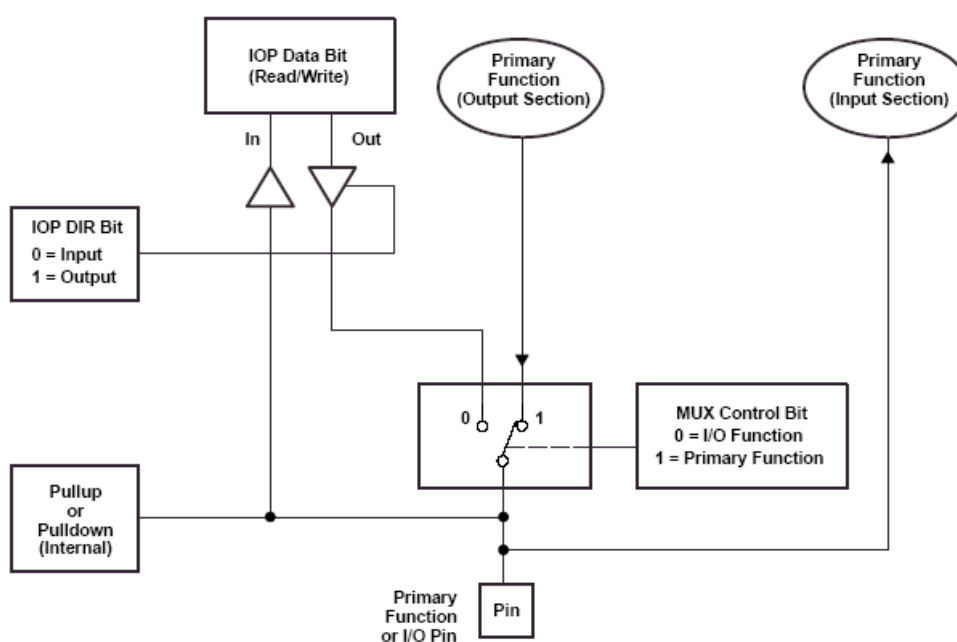 IOP Data Bit
(Read/Write)
Primary
Function
(Output Section)
Primary
Function
(Input Section)
In
Out
IOP DIR Bit
0 = Input
1 = Output
0
1
MUX Control Bit
0 = I/O Function
1 = Primary Function
Pullup
or
Pulldown
(Internal)
Primary
Function
or I/O Pin
Pin